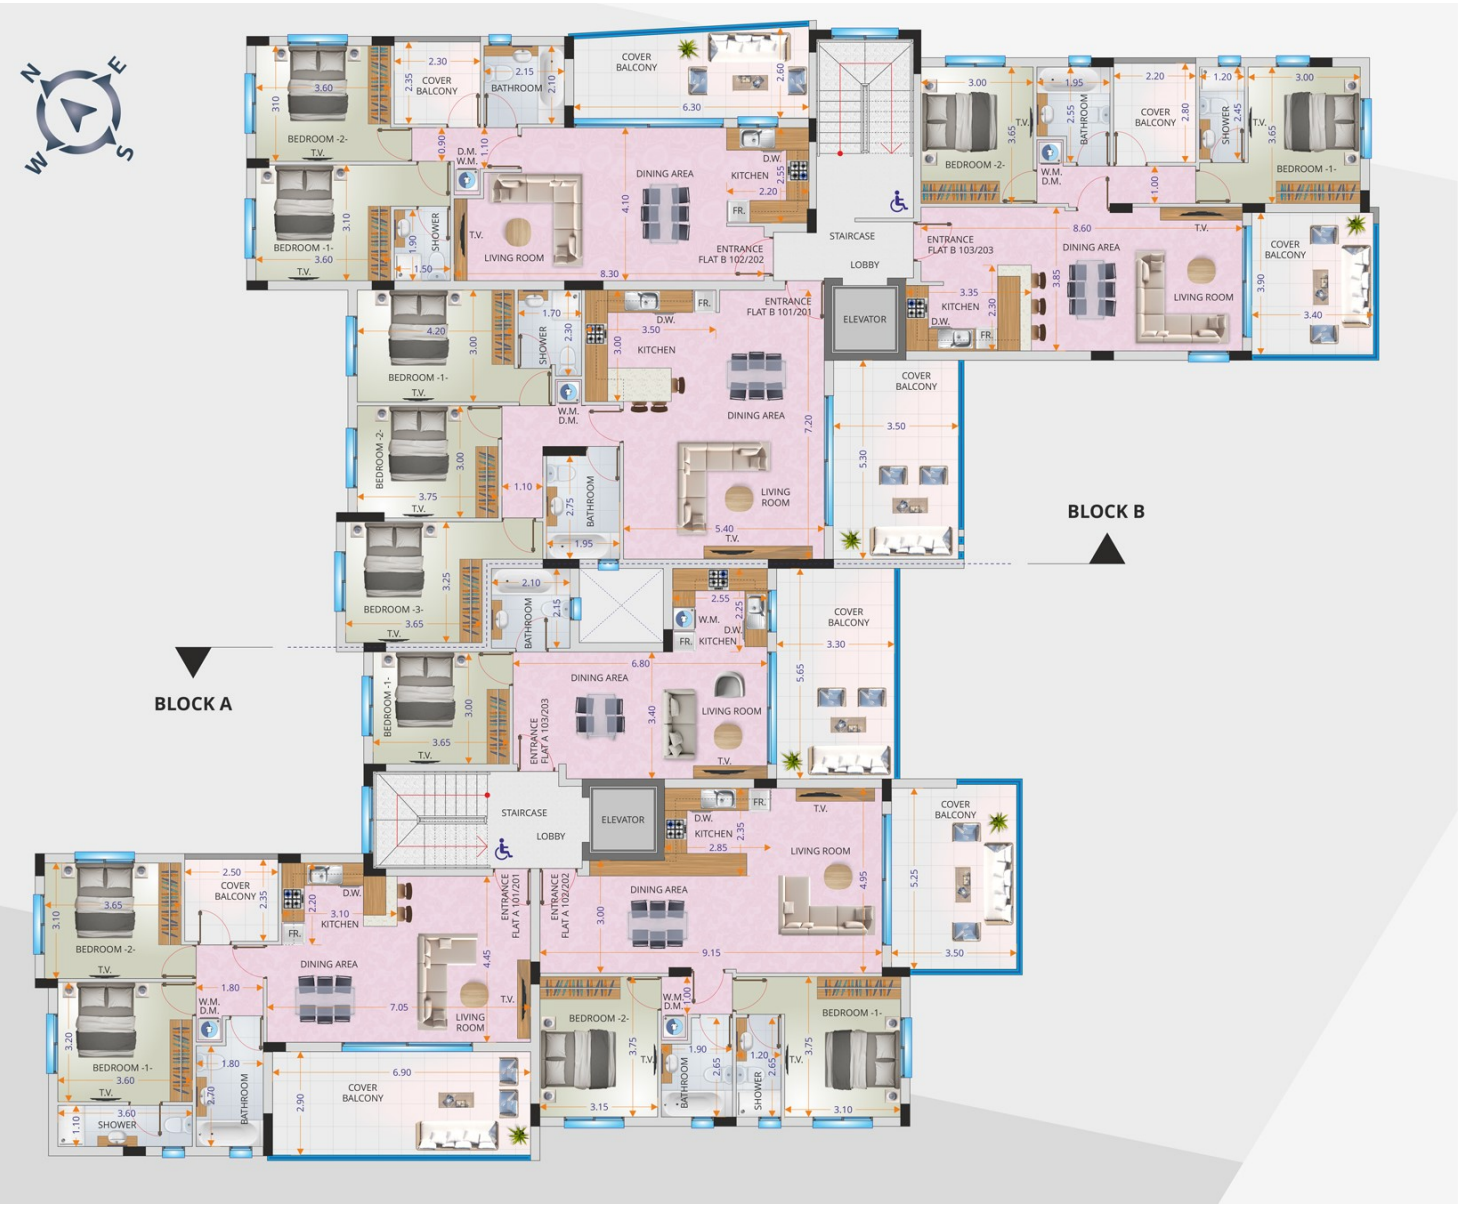 N
E
W
S
BEDROOM -2-
T.V.
3.60
310
2.30
2.35
COVER
BALCONY
2.15
2.10
BATHROOM
COVER
BALCONY
6.30
2.60
0.90
1.10
D.M.
W.M.
BEDROOM -1-
3.60
3.10
T.V.
1.90
1.50
SHOWER
T.V.
LIVING ROOM
DINING AREA
4.10
8.30
D.W.
KITCHEN
2.55
2.20
FR.
ENTRANCE
FLAT B 102/202
STAIRCASE
LOBBY
ELEVATOR
3.00
3.65
T.V.
BEDROOM -2-
1.95
2.55
BATHROOM
W.M.
D.M.
2.20
2.80
COVER
BALCONY
1.20
2.45
SHOWER
3.00
3.65
T.V.
BEDROOM -1-
1.00
ENTRANCE
FLAT B 103/203
8.60
T.V.
DINING AREA
3.85
LIVING ROOM
3.35
KITCHEN
2.30
D.W.
FR.
COVER
BALCONY
3.90
3.40
4.20
3.00
BEDROOM -1-
T.V.
1.70
2.30
SHOWER
W.M.
D.M.
FR.
D.W.
3.50
3.00
KITCHEN
ENTRANCE
FLAT B 101/201
DINING AREA
7.20
LIVING
ROOM
5.40
T.V.
BEDROOM -2-
3.00
3.75
T.V.
1.10
2.75
BATHROOM
1.95
COVER
BALCONY
3.50
5.30
BLOCK B
BEDROOM -3-
3.25
3.65
T.V.
2.10
2.15
BATHROOM
2.55
2.25
W.M.
D.W.
FR.
KITCHEN
COVER
BALCONY
3.30
5.65
BLOCK A
BEDROOM -1-
3.00
3.65
T.V.
6.80
DINING AREA
3.40
LIVING ROOM
T.V.
ENTRANCE
FLAT A 103/203
STAIRCASE
LOBBY
ELEVATOR
FR.
D.W.
KITCHEN
2.35
2.85
T.V.
LIVING ROOM
4.95
DINING AREA
3.00
9.15
ENTRANCE
FLAT A 102/202
COVER
BALCONY
5.25
3.50
3.65
3.10
BEDROOM -2-
T.V.
2.50
COVER
BALCONY
2.35
D.W.
2.20
3.10
KITCHEN
FR.
ENTRANCE
FLAT A 101/201
4.45
DINING AREA
7.05
LIVING
ROOM
T.V.
1.80
W.M.
D.M.
3.20
BEDROOM -1-
3.60
T.V.
1.80
2.70
BATHROOM
3.60
1.10
SHOWER
6.90
COVER
BALCONY
2.90
BEDROOM -2-
3.75
T.V.
3.15
W.M.
D.M.
1.00
1.90
2.65
BATHROOM
1.20
2.65
SHOWER
BEDROOM -1-
3.75
T.V.
3.10